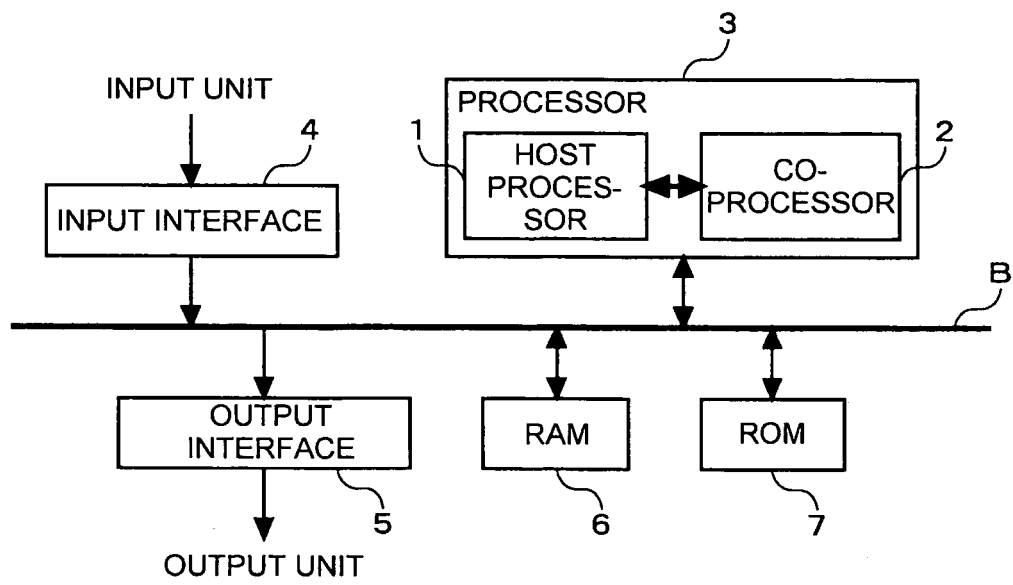 3
INPUT UNIT
PROCESSOR
4
1
HOST
PROCES-
SOR
CO-
PROCESSOR
2
INPUT INTERFACE
B
OUTPUT
INTERFACE
RAM
ROM
5
6
7
OUTPUT UNIT